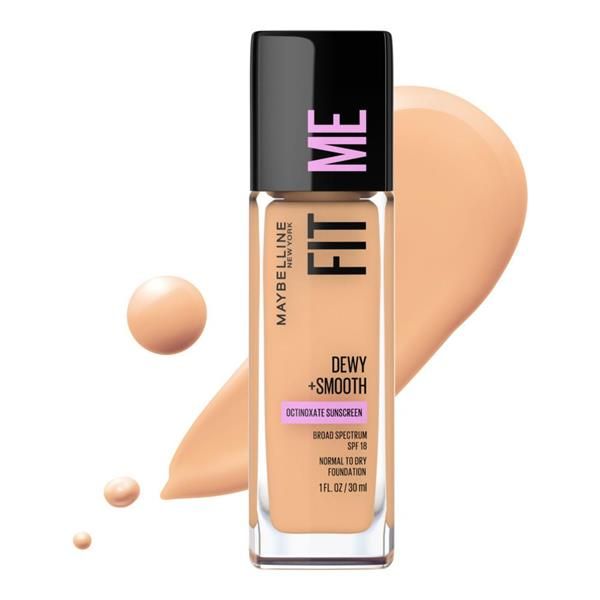 FIT ME
MAYBELLINE
NEW YORK
DEWY
+SMOOTH
OCTINOXATE SUNSCREEN
BROAD SPECTRUM
SPF 18
NORMAL TO DRY
FOUNDATION
1 FL. OZ / 30 ml